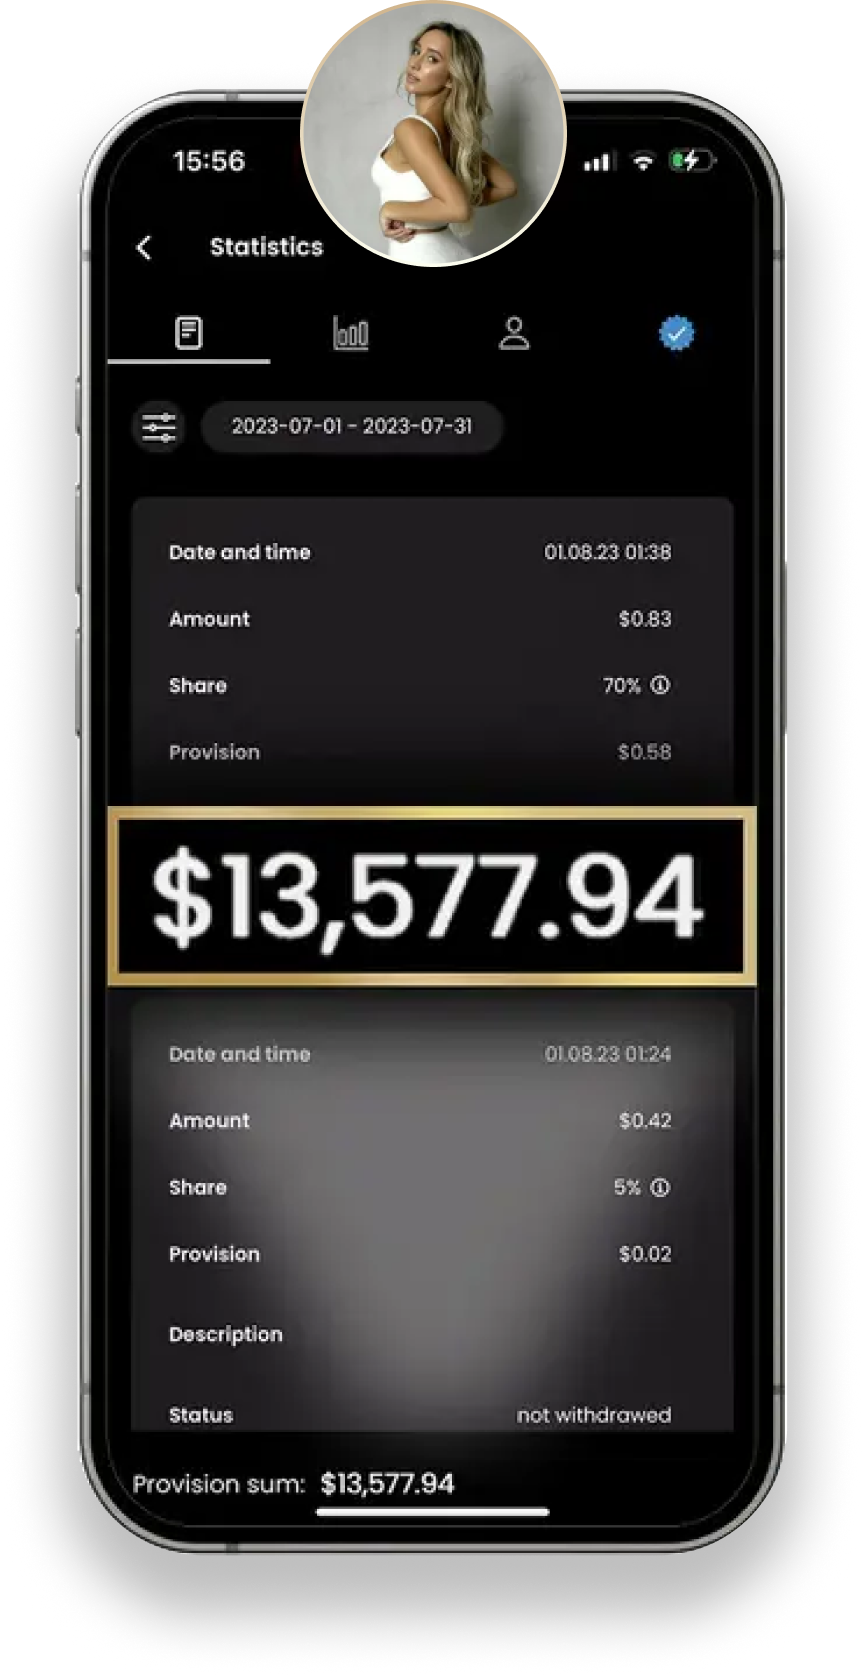 15:56
Statistics
2023-07-01 - 2023-07-31
Date and time 01.08.23 01:38
Amount $0.83
Share 70%
Provision $0.58
$13,577.94
Date and time 01.08.23 01:24
Amount $0.42
Share 5%
Provision $0.02
Description
Status not withdrawed
Provision sum: $13,577.94